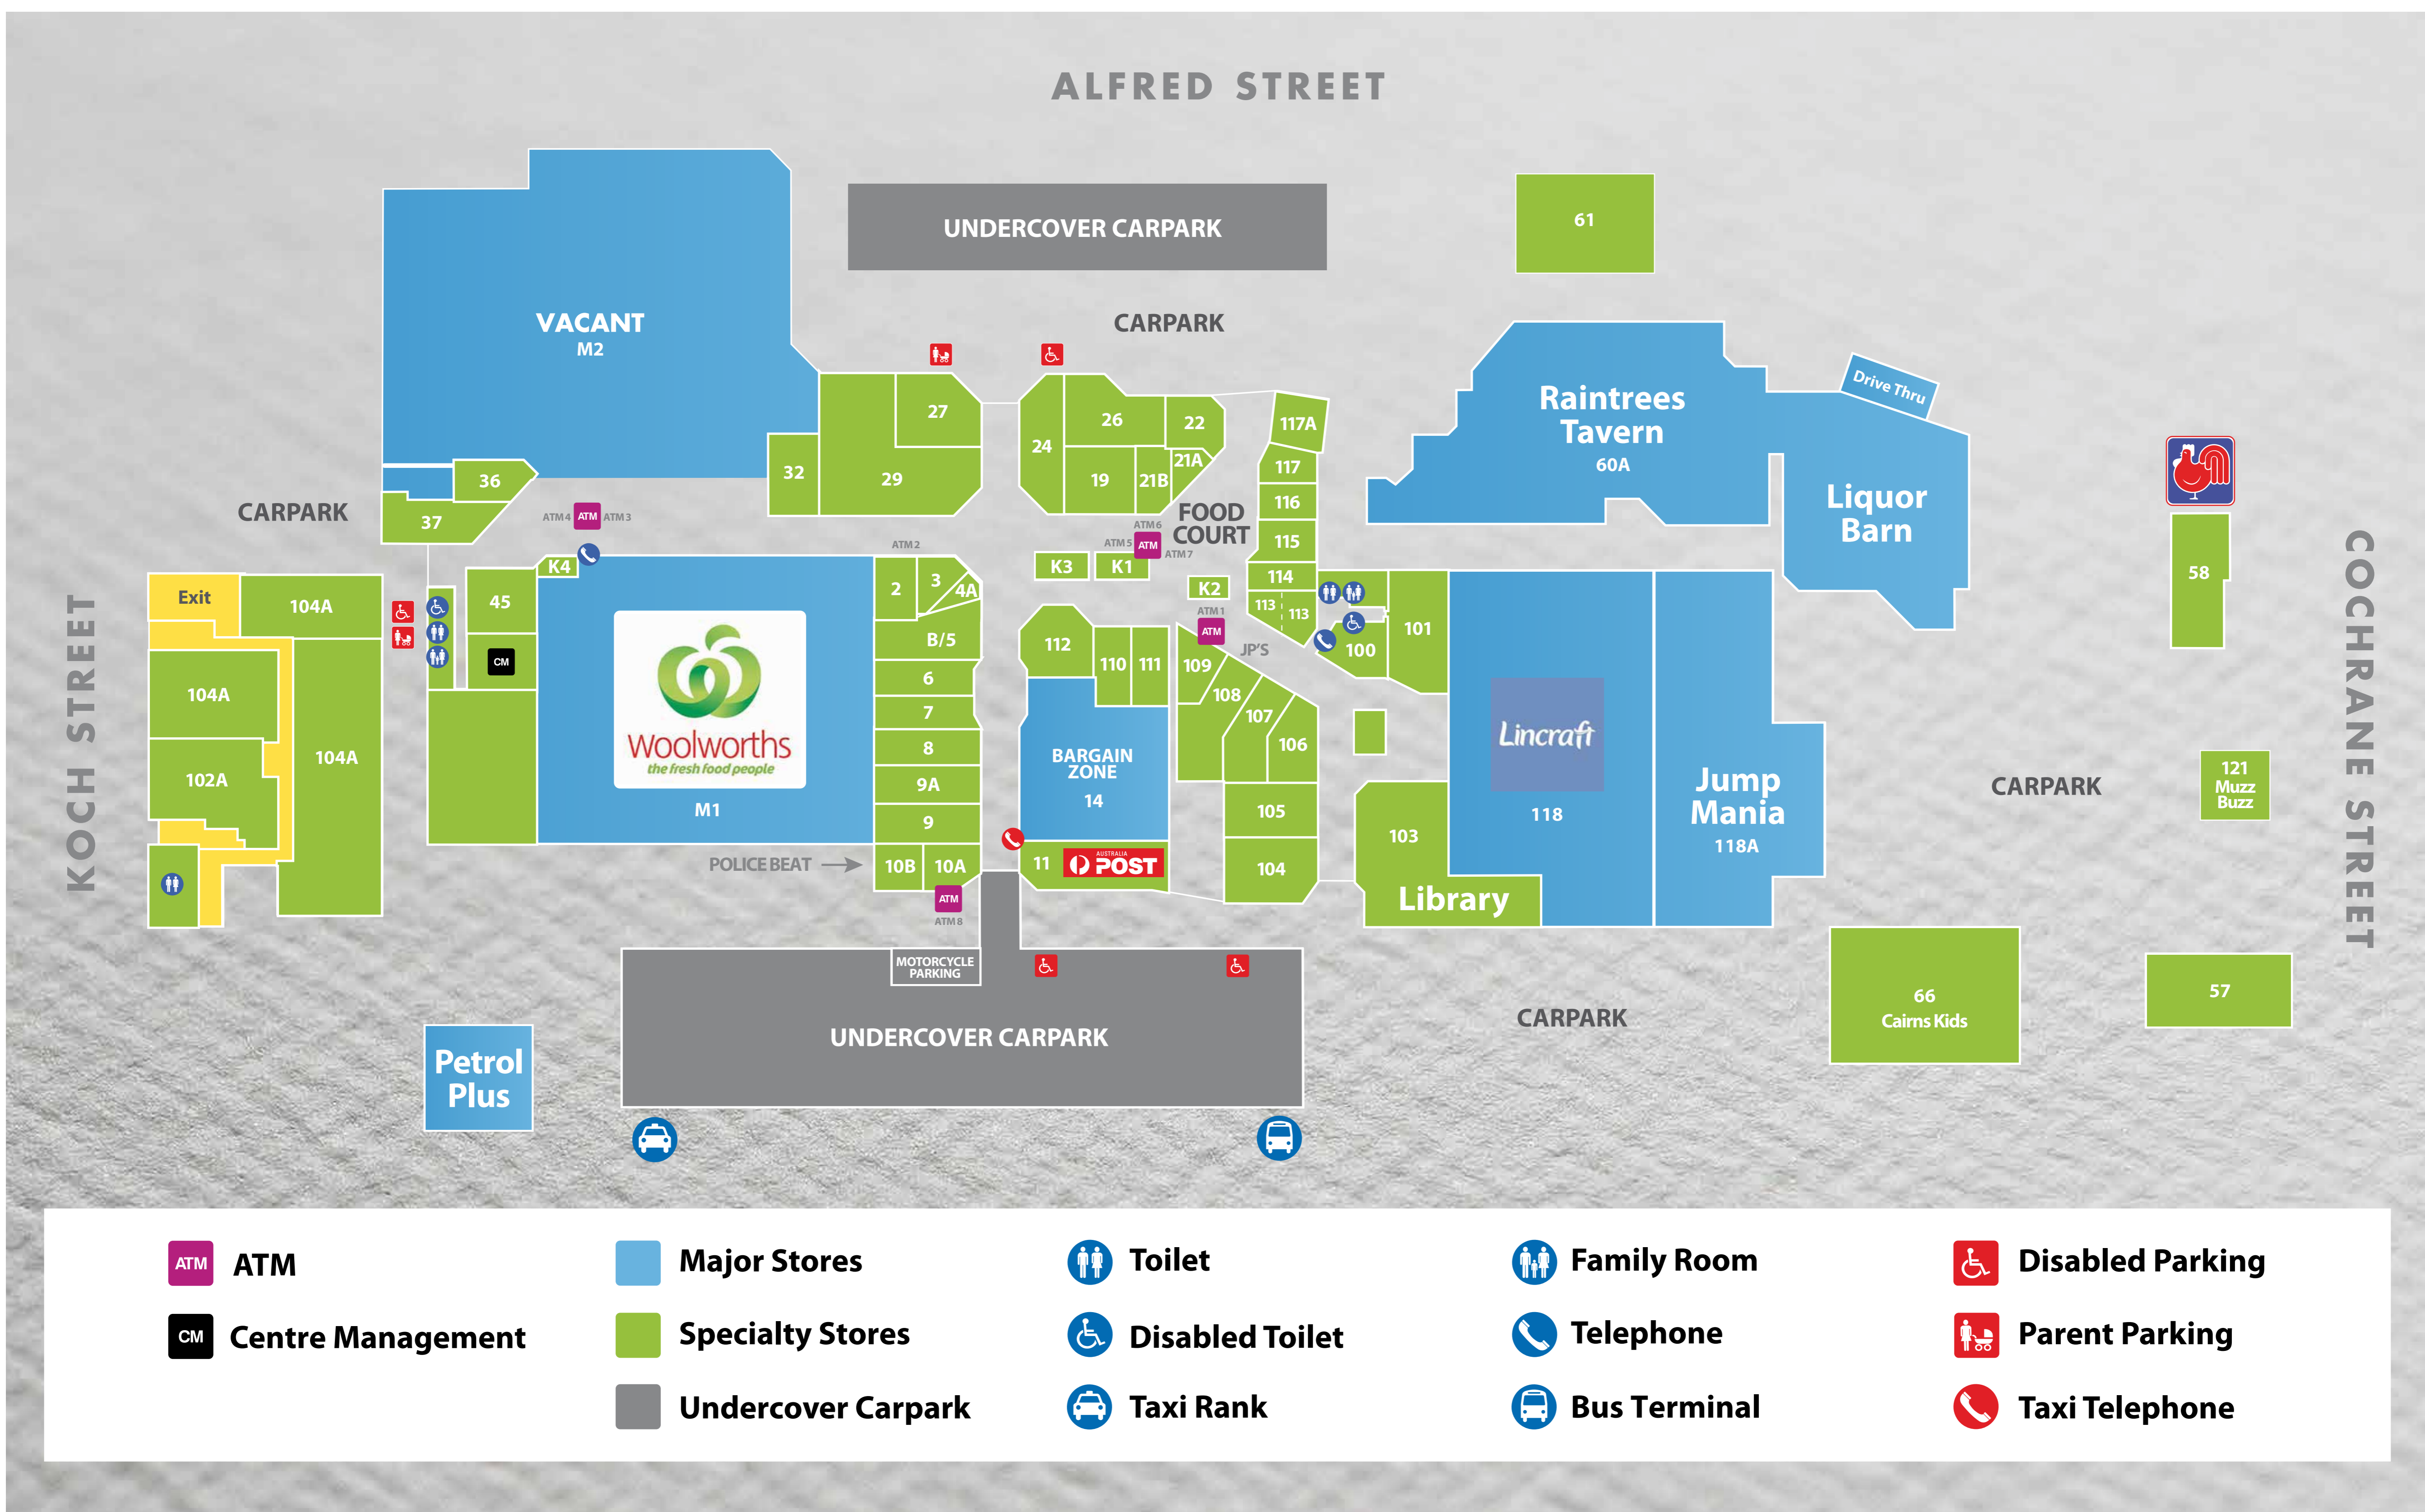 ALFRED STREET
UNDERCOVER CARPARK
61
CARPARK
VACANT
M2
27
26
22
24
117A
Raintrees
Tavern
60A
Drive Thru
Liquor
Barn
36
37
32
29
19
21B
21A
117
116
115
114
113
113
CARPARK
ATM 4
ATM
ATM 3
FOOD
COURT
ATM 6
ATM 5
ATM
ATM 7
ATM 2
K4
K3
K1
K2
ATM 1
ATM
JP'S
58
KOCH STREET
COCHRANE STREET
Exit
104A
45
CM
2
3
4A
B/5
6
7
8
9A
9
10B
10A
112
110
111
109
108
107
106
105
104
100
101
104A
104A
102A
Woolworths
the fresh food people
M1
BARGAIN
ZONE
14
Lincraft
118
Jump
Mania
118A
CARPARK
121
Muzz
Buzz
103
Library
POLICE BEAT
11
AUSTRALIA
POST
ATM
ATM 8
MOTORCYCLE
PARKING
UNDERCOVER CARPARK
CARPARK
66
Cairns Kids
57
Petrol
Plus
ATM
ATM
Major Stores
Toilet
Family Room
Disabled Parking
CM
Centre Management
Specialty Stores
Disabled Toilet
Telephone
Parent Parking
Undercover Carpark
Taxi Rank
Bus Terminal
Taxi Telephone